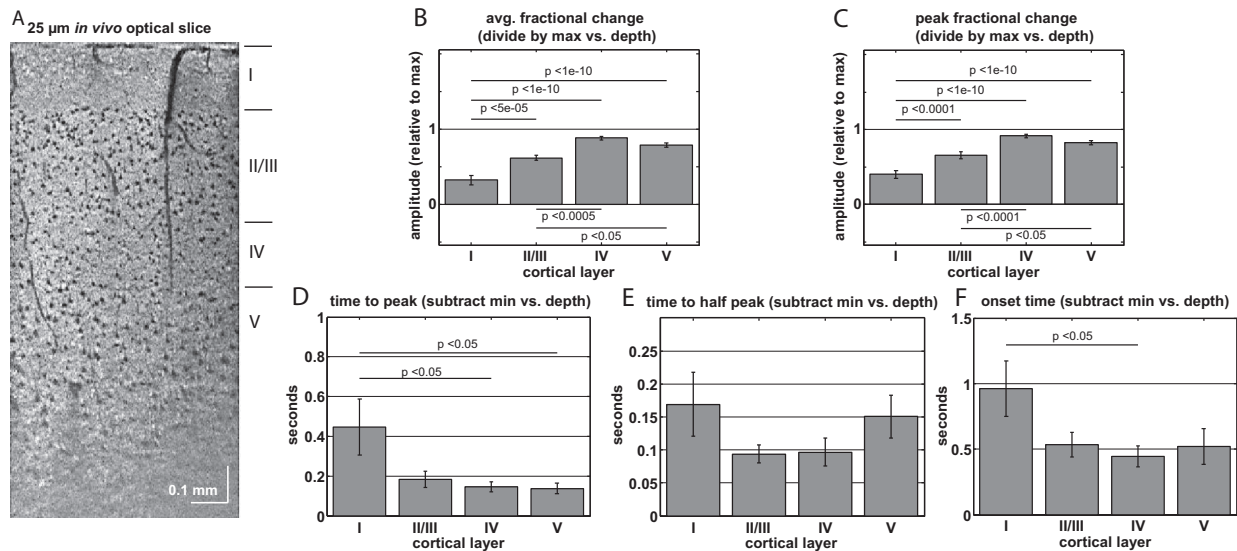 A
25 µm in vivo optical slice
I
II/III
IV
V
0.1 mm
B
avg. fractional change
(divide by max vs. depth)
amplitude (relative to max)
p <1e-10
p <1e-10
p <5e-05
1
0
p <0.0005
p <0.05
I II/III IV V
cortical layer
C
peak fractional change
(divide by max vs. depth)
amplitude (relative to max)
p <1e-10
p <1e-10
p <0.0001
1
0
p <0.0001
p <0.05
I II/III IV V
cortical layer
D
time to peak (subtract min vs. depth)
seconds
1
0.8
0.6
0.4
0.2
0
p <0.05
p <0.05
I II/III IV V
cortical layer
E
time to half peak (subtract min vs. depth)
seconds
0.25
0.2
0.15
0.1
0.05
0
I II/III IV V
cortical layer
F
onset time (subtract min vs. depth)
seconds
1.5
1
0.5
0
p <0.05
I II/III IV V
cortical layer